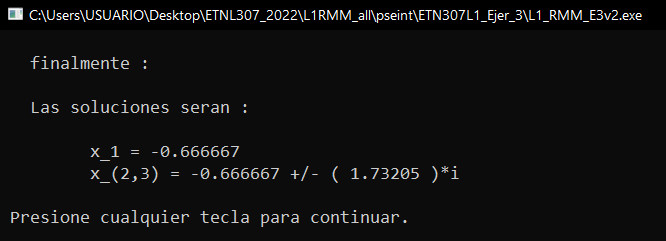 C:\Users\USUARIO\Desktop\ETNL307_2022\L1RMM_all\pseint\ETN307L1_Ejer_3\L1_RMM_E3v2.exe
finalmente :
Las soluciones seran :
x_1 = -0.666667
x_(2,3) = -0.666667 +/- ( 1.73205 )*i
Presione cualquier tecla para continuar.